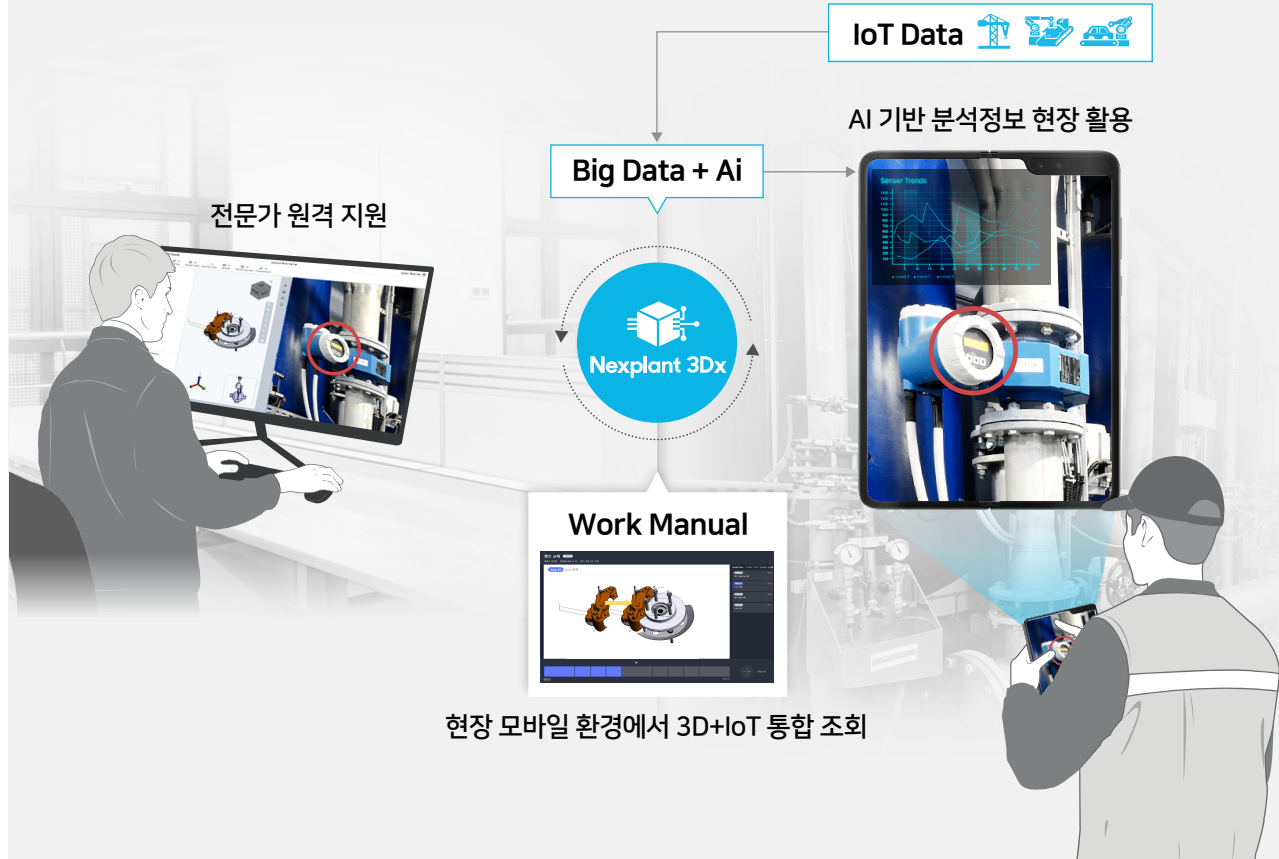 IoT Data
AI 기반 분석정보 현장 활용
Big Data + Ai
전문가 원격 지원
Senser Trends
Nexplant 3Dx
Work Manual
현장 모바일 환경에서 3D+IoT 통합 조회